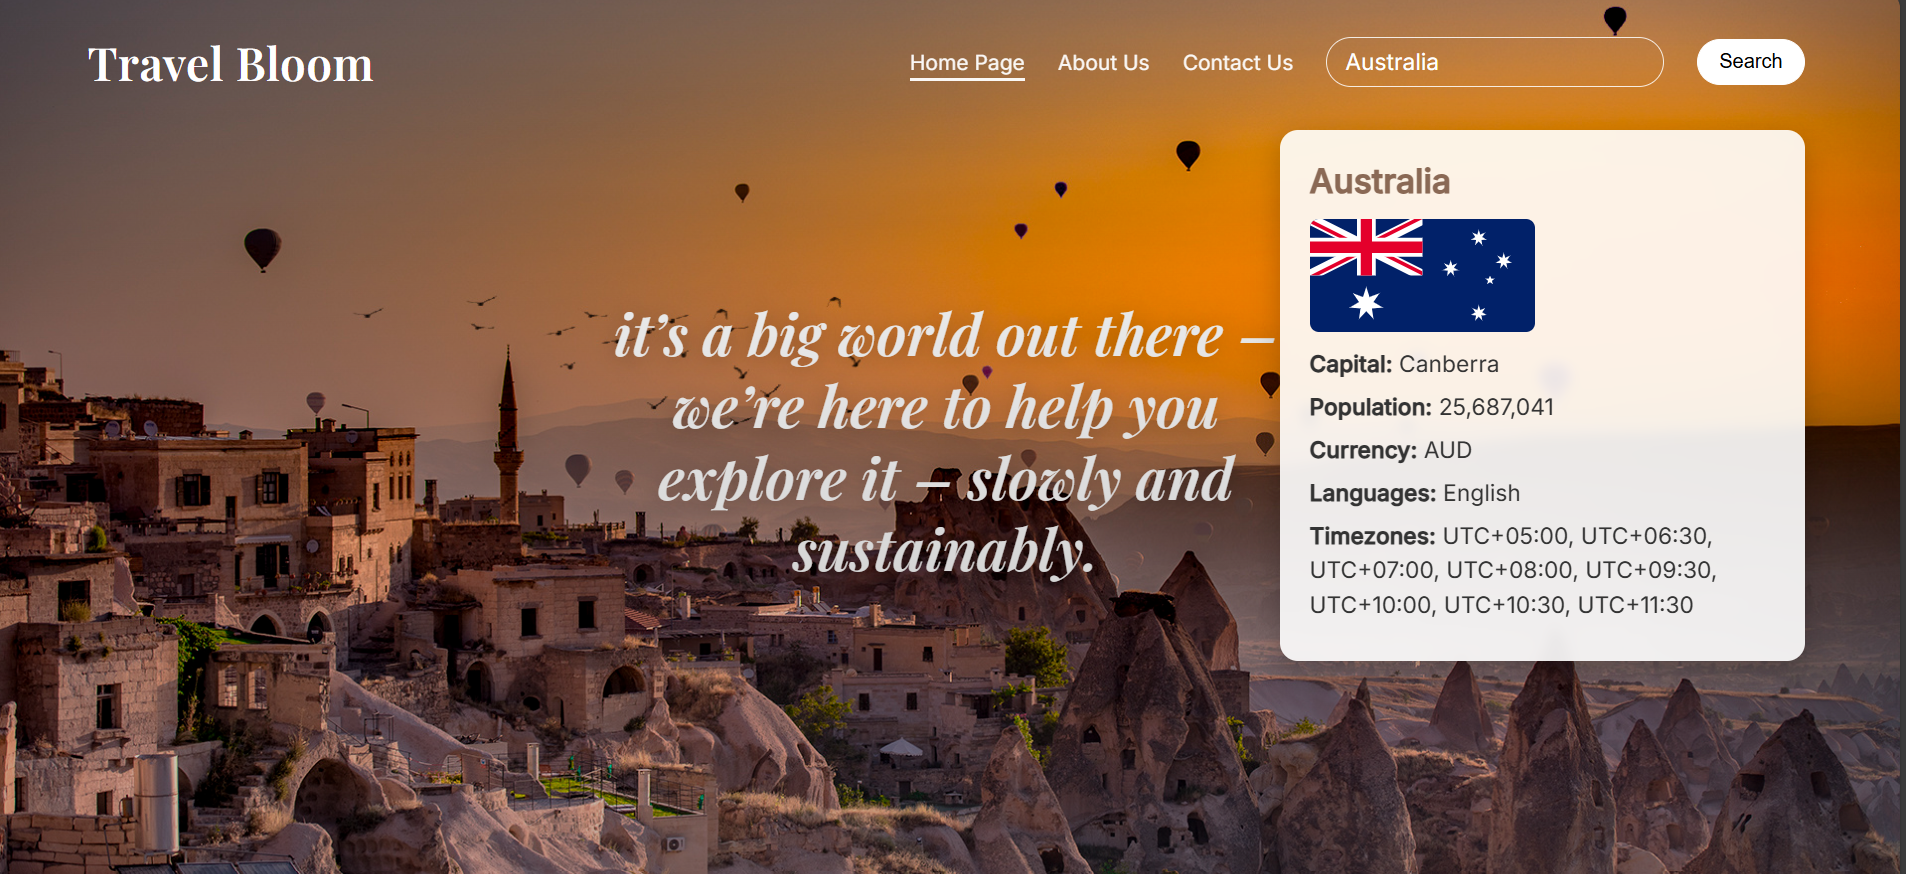 Travel Bloom
Home Page
About Us
Contact Us
Australia
Search
it’s a big world out there –
we’re here to help you
explore it – slowly and
sustainably.
Australia
Capital: Canberra
Population: 25,687,041
Currency: AUD
Languages: English
Timezones: UTC+05:00, UTC+06:30,
UTC+07:00, UTC+08:00, UTC+09:30,
UTC+10:00, UTC+10:30, UTC+11:30